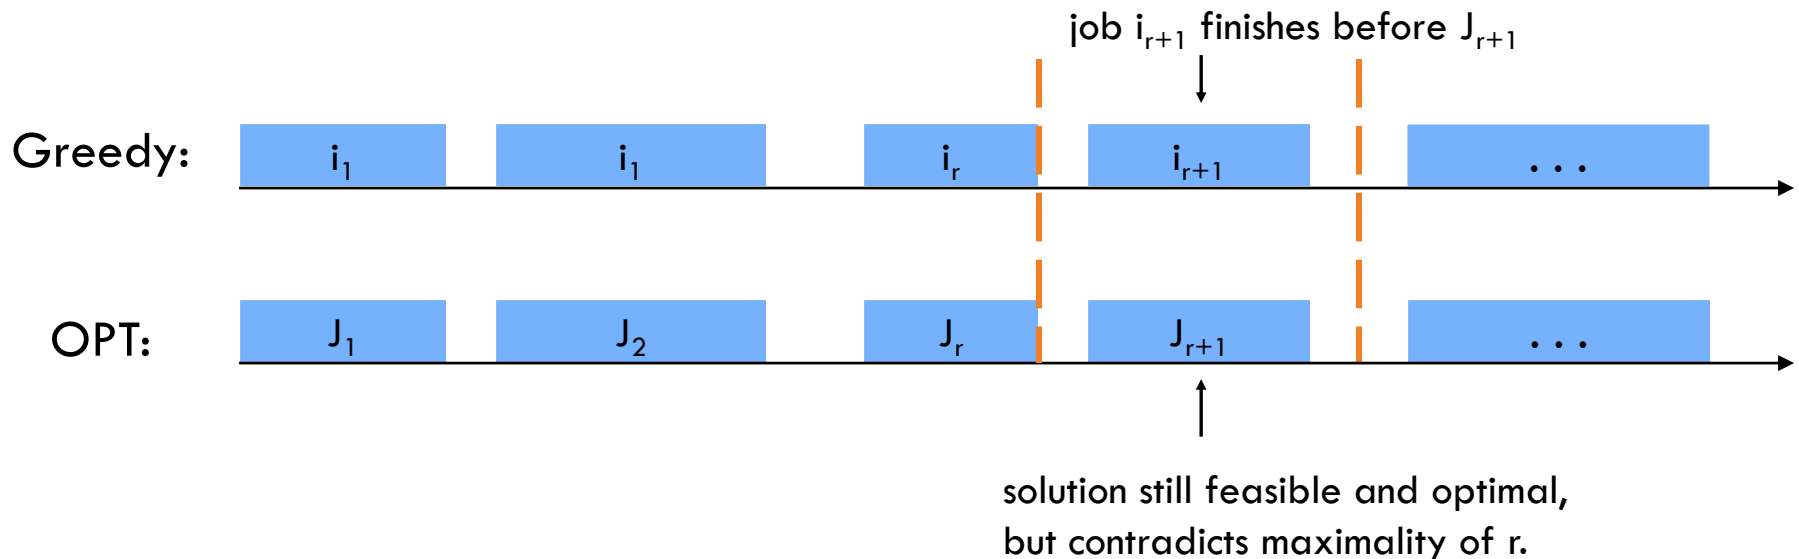 job i_{r+1} finishes before J_{r+1}
Greedy: i_1 i_1 i_r i_{r+1} . . .
OPT: J_1 J_2 J_r J_{r+1} . . .
solution still feasible and optimal,
but contradicts maximality of r.